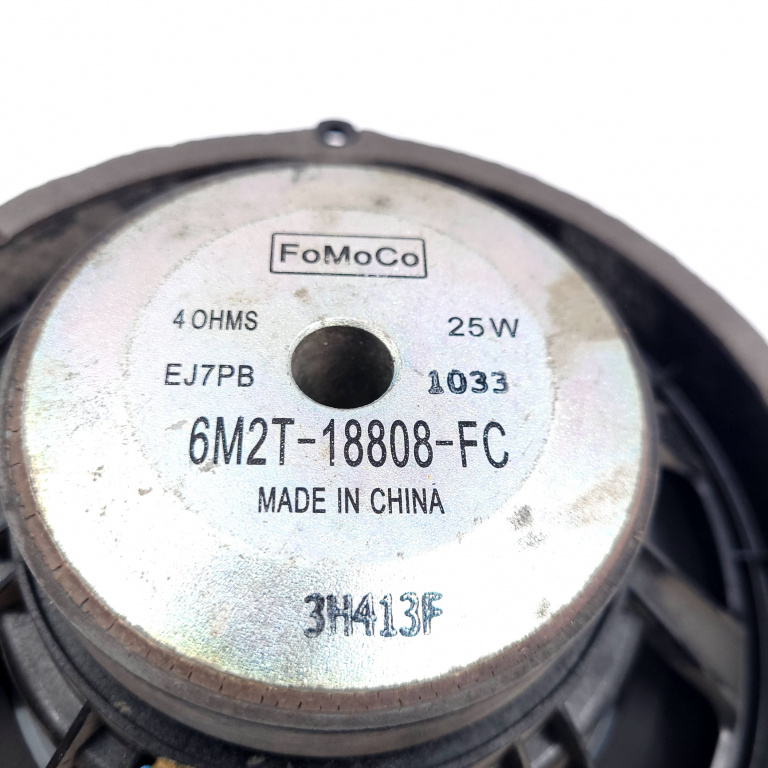 FoMoCo
4 OHMS 25W
EJ7PB 1033
6M2T-18808-FC
MADE IN CHINA
3H413F